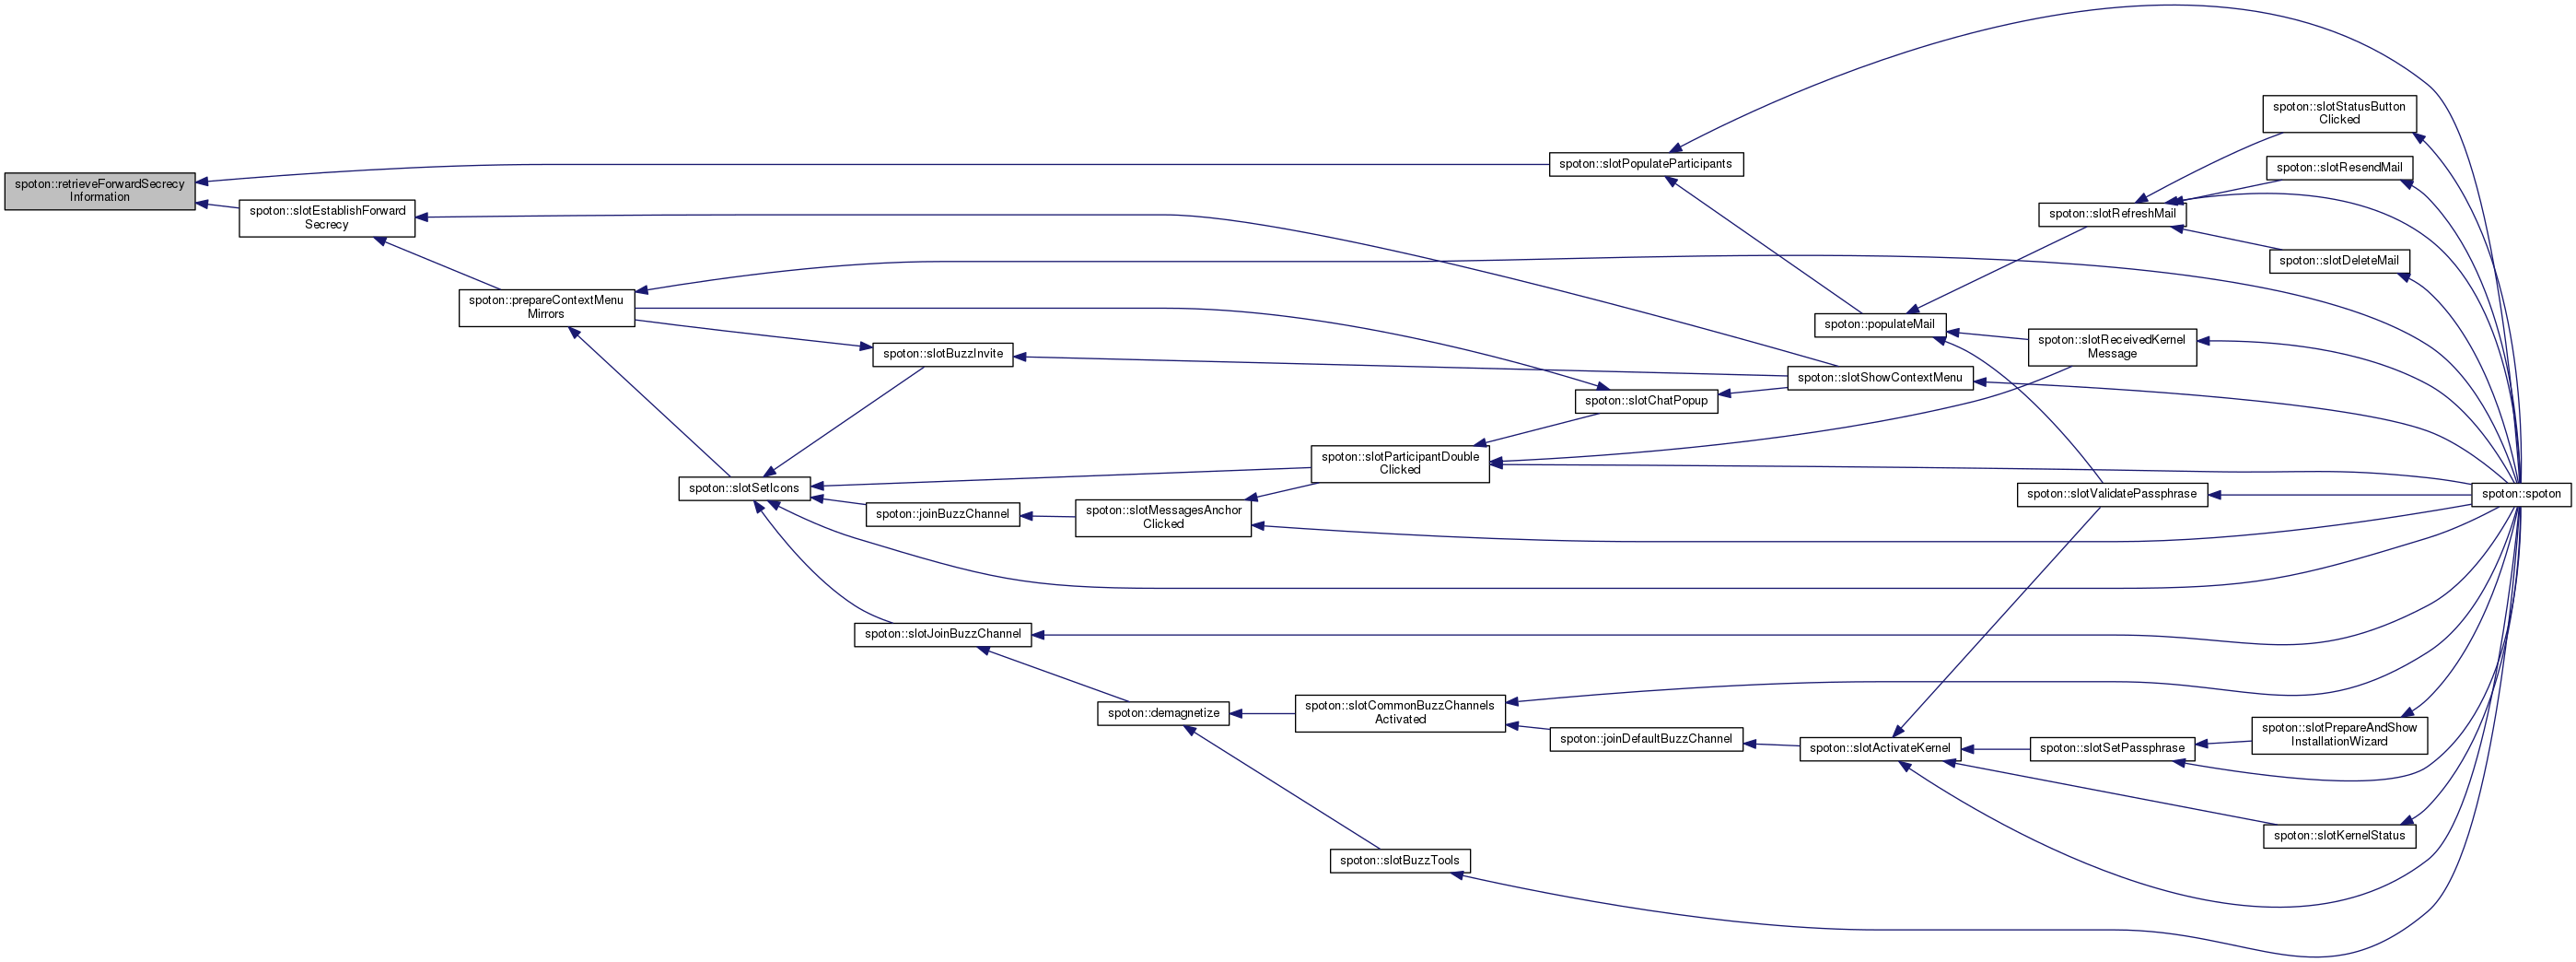 spoton::retrieveForwardSecrecy
Information
spoton::slotEstablishForward
Secrecy
spoton::prepareContextMenu
Mirrors
spoton::slotSetIcons
spoton::slotBuzzInvite
spoton::joinBuzzChannel
spoton::slotJoinBuzzChannel
spoton::slotMessagesAnchor
Clicked
spoton::demagnetize
spoton::slotParticipantDouble
Clicked
spoton::slotCommonBuzzChannels
Activated
spoton::slotBuzzTools
spoton::slotPopulateParticipants
spoton::slotChatPopup
spoton::joinDefaultBuzzChannel
spoton::populateMail
spoton::slotShowContextMenu
spoton::slotActivateKernel
spoton::slotRefreshMail
spoton::slotReceivedKernel
Message
spoton::slotValidatePassphrase
spoton::slotSetPassphrase
spoton::slotStatusButton
Clicked
spoton::slotResendMail
spoton::slotDeleteMail
spoton::slotPrepareAndShow
InstallationWizard
spoton::slotKernelStatus
spoton::spoton